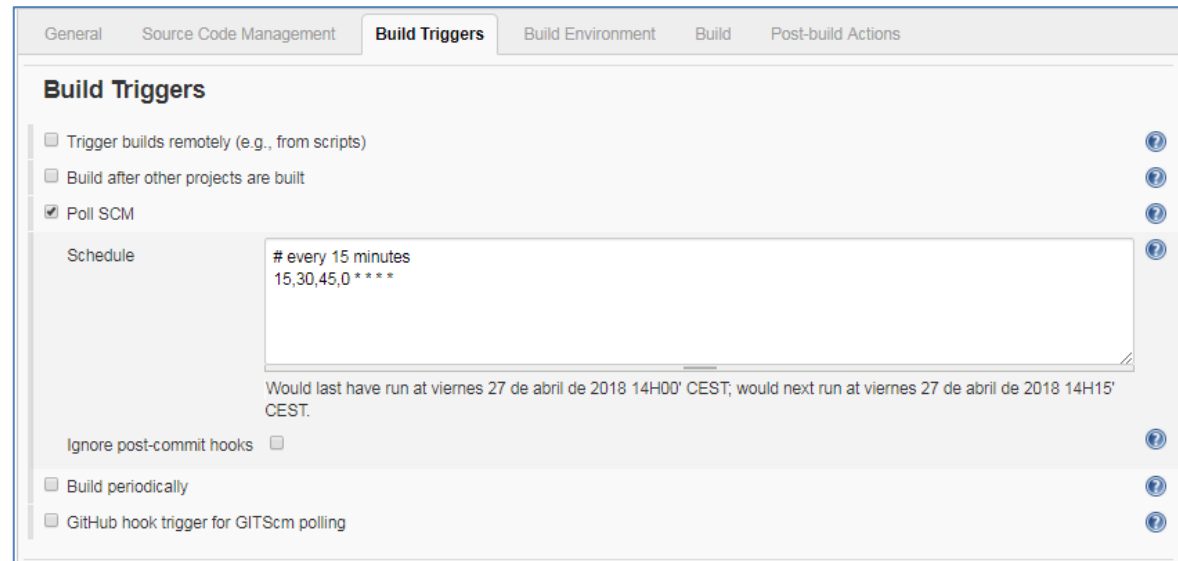 General Source Code Management Build Triggers Build Environment Build Post-build Actions
Build Triggers
Trigger builds remotely (e.g., from scripts)
Build after other projects are built
Poll SCM
Schedule
# every 15 minutes
15,30,45,0 * * * *
Would last have run at viernes 27 de abril de 2018 14H00' CEST; would next run at viernes 27 de abril de 2018 14H15'
CEST.
Ignore post-commit hooks
Build periodically
GitHub hook trigger for GITScm polling